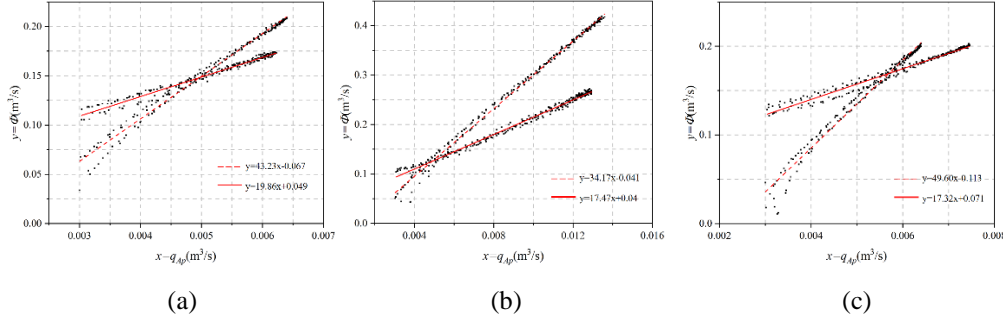 (a)
0.20
0.15
0.10
0.05
0.00
y=Φ(m³/s)
y=43.23x-0.067
y=19.86x+0.049
0.003 0.004 0.005 0.006 0.007
x−q_Ap(m³/s)
(a)
(b)
0.4
0.3
0.2
0.1
0.0
y=Φ(m³/s)
y=34.17x-0.041
y=17.47x+0.04
0.004 0.008 0.012 0.016
x−q_Ap(m³/s)
(b)
(c)
0.2
0.1
0.0
y=Φ(m³/s)
y=49.60x-0.113
y=17.32x+0.071
0.002 0.004 0.006 0.008
x−q_Ap(m³/s)
(c)